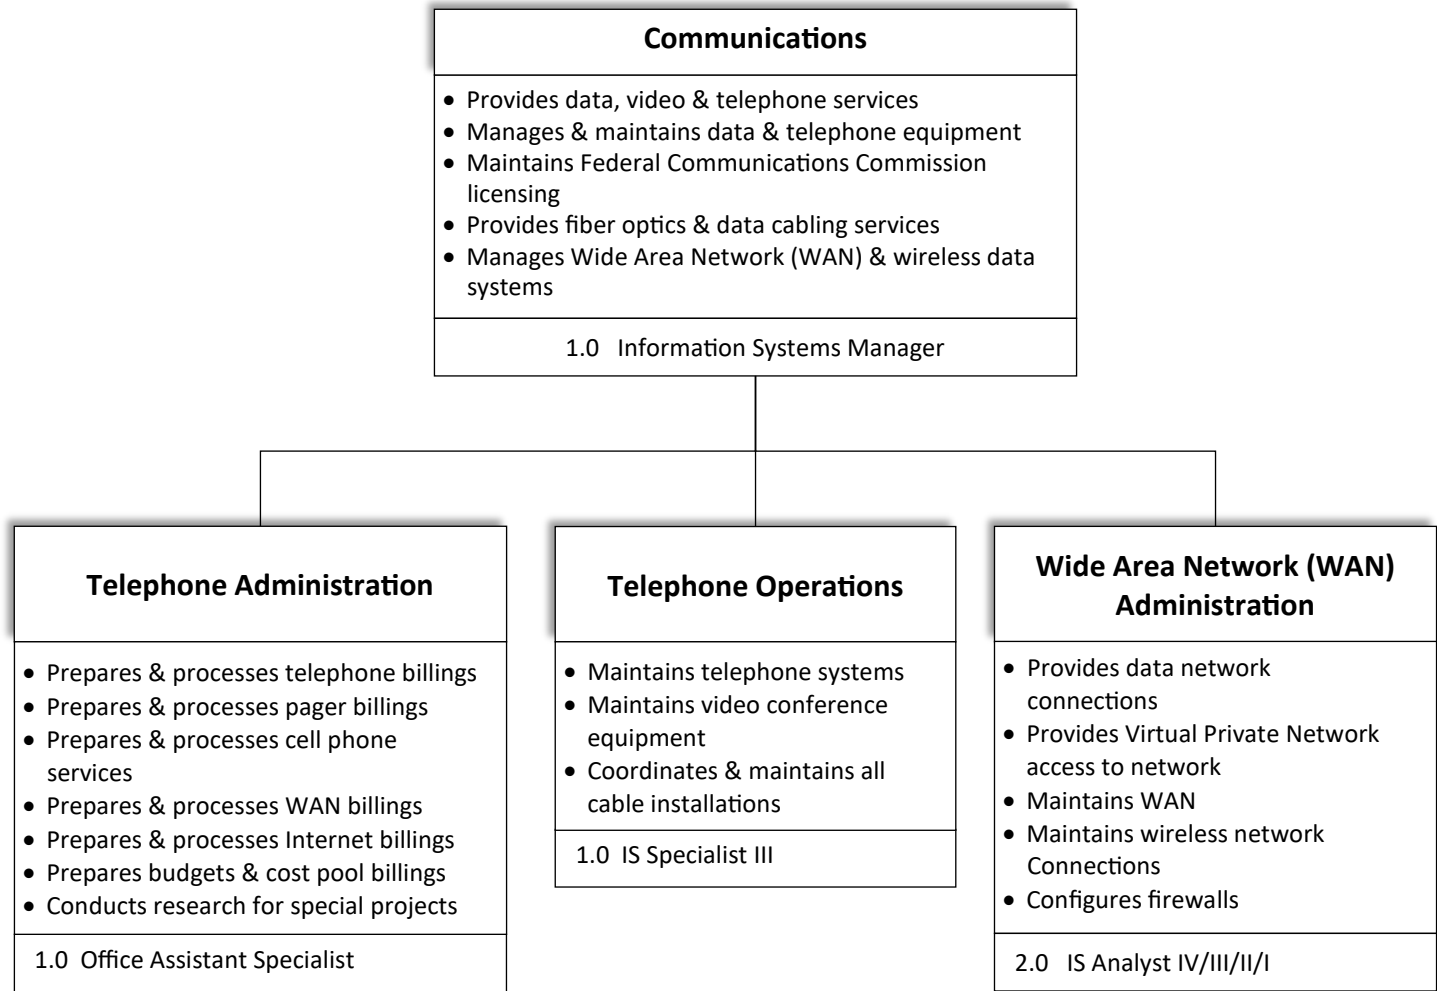 Communications
• Provides data, video & telephone services
• Manages & maintains data & telephone equipment
• Maintains Federal Communications Commission
licensing
• Provides fiber optics & data cabling services
• Manages Wide Area Network (WAN) & wireless data
systems
1.0 Information Systems Manager
Telephone Administration
• Prepares & processes telephone billings
• Prepares & processes pager billings
• Prepares & processes cell phone
services
• Prepares & processes WAN billings
• Prepares & processes Internet billings
• Prepares budgets & cost pool billings
• Conducts research for special projects
1.0 Office Assistant Specialist
Telephone Operations
• Maintains telephone systems
• Maintains video conference
equipment
• Coordinates & maintains all
cable installations
1.0 IS Specialist III
Wide Area Network (WAN)
Administration
• Provides data network
connections
• Provides Virtual Private Network
access to network
• Maintains WAN
• Maintains wireless network
Connections
• Configures firewalls
2.0 IS Analyst IV/III/II/I